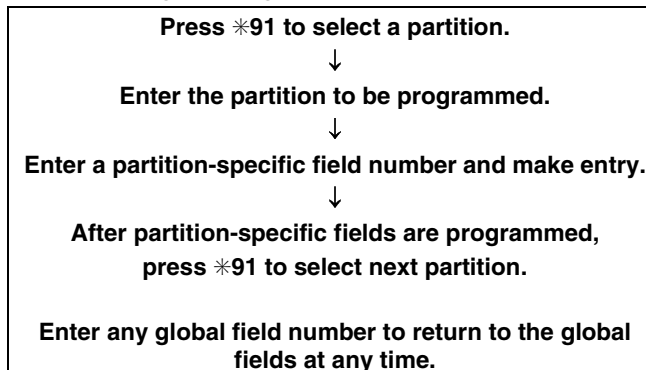 Press ✳91 to select a partition.
↓
Enter the partition to be programmed.
↓
Enter a partition-specific field number and make entry.
↓
After partition-specific fields are programmed,
press ✳91 to select next partition.
Enter any global field number to return to the global
fields at any time.